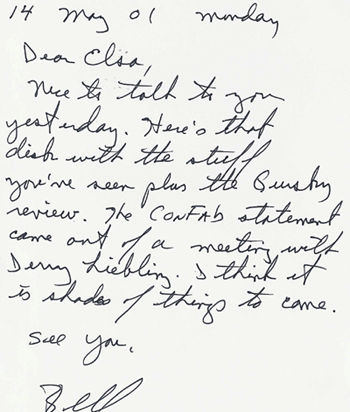 14 May 01 Monday
Dear Elsa,
Nice to talk to you
yesterday. Here's that
disk with the stuff
you've seen plus the
review. The CONFAB statement
came out of a meeting with
Liebling. I think it
is shades of things to come.
See you,
Bill